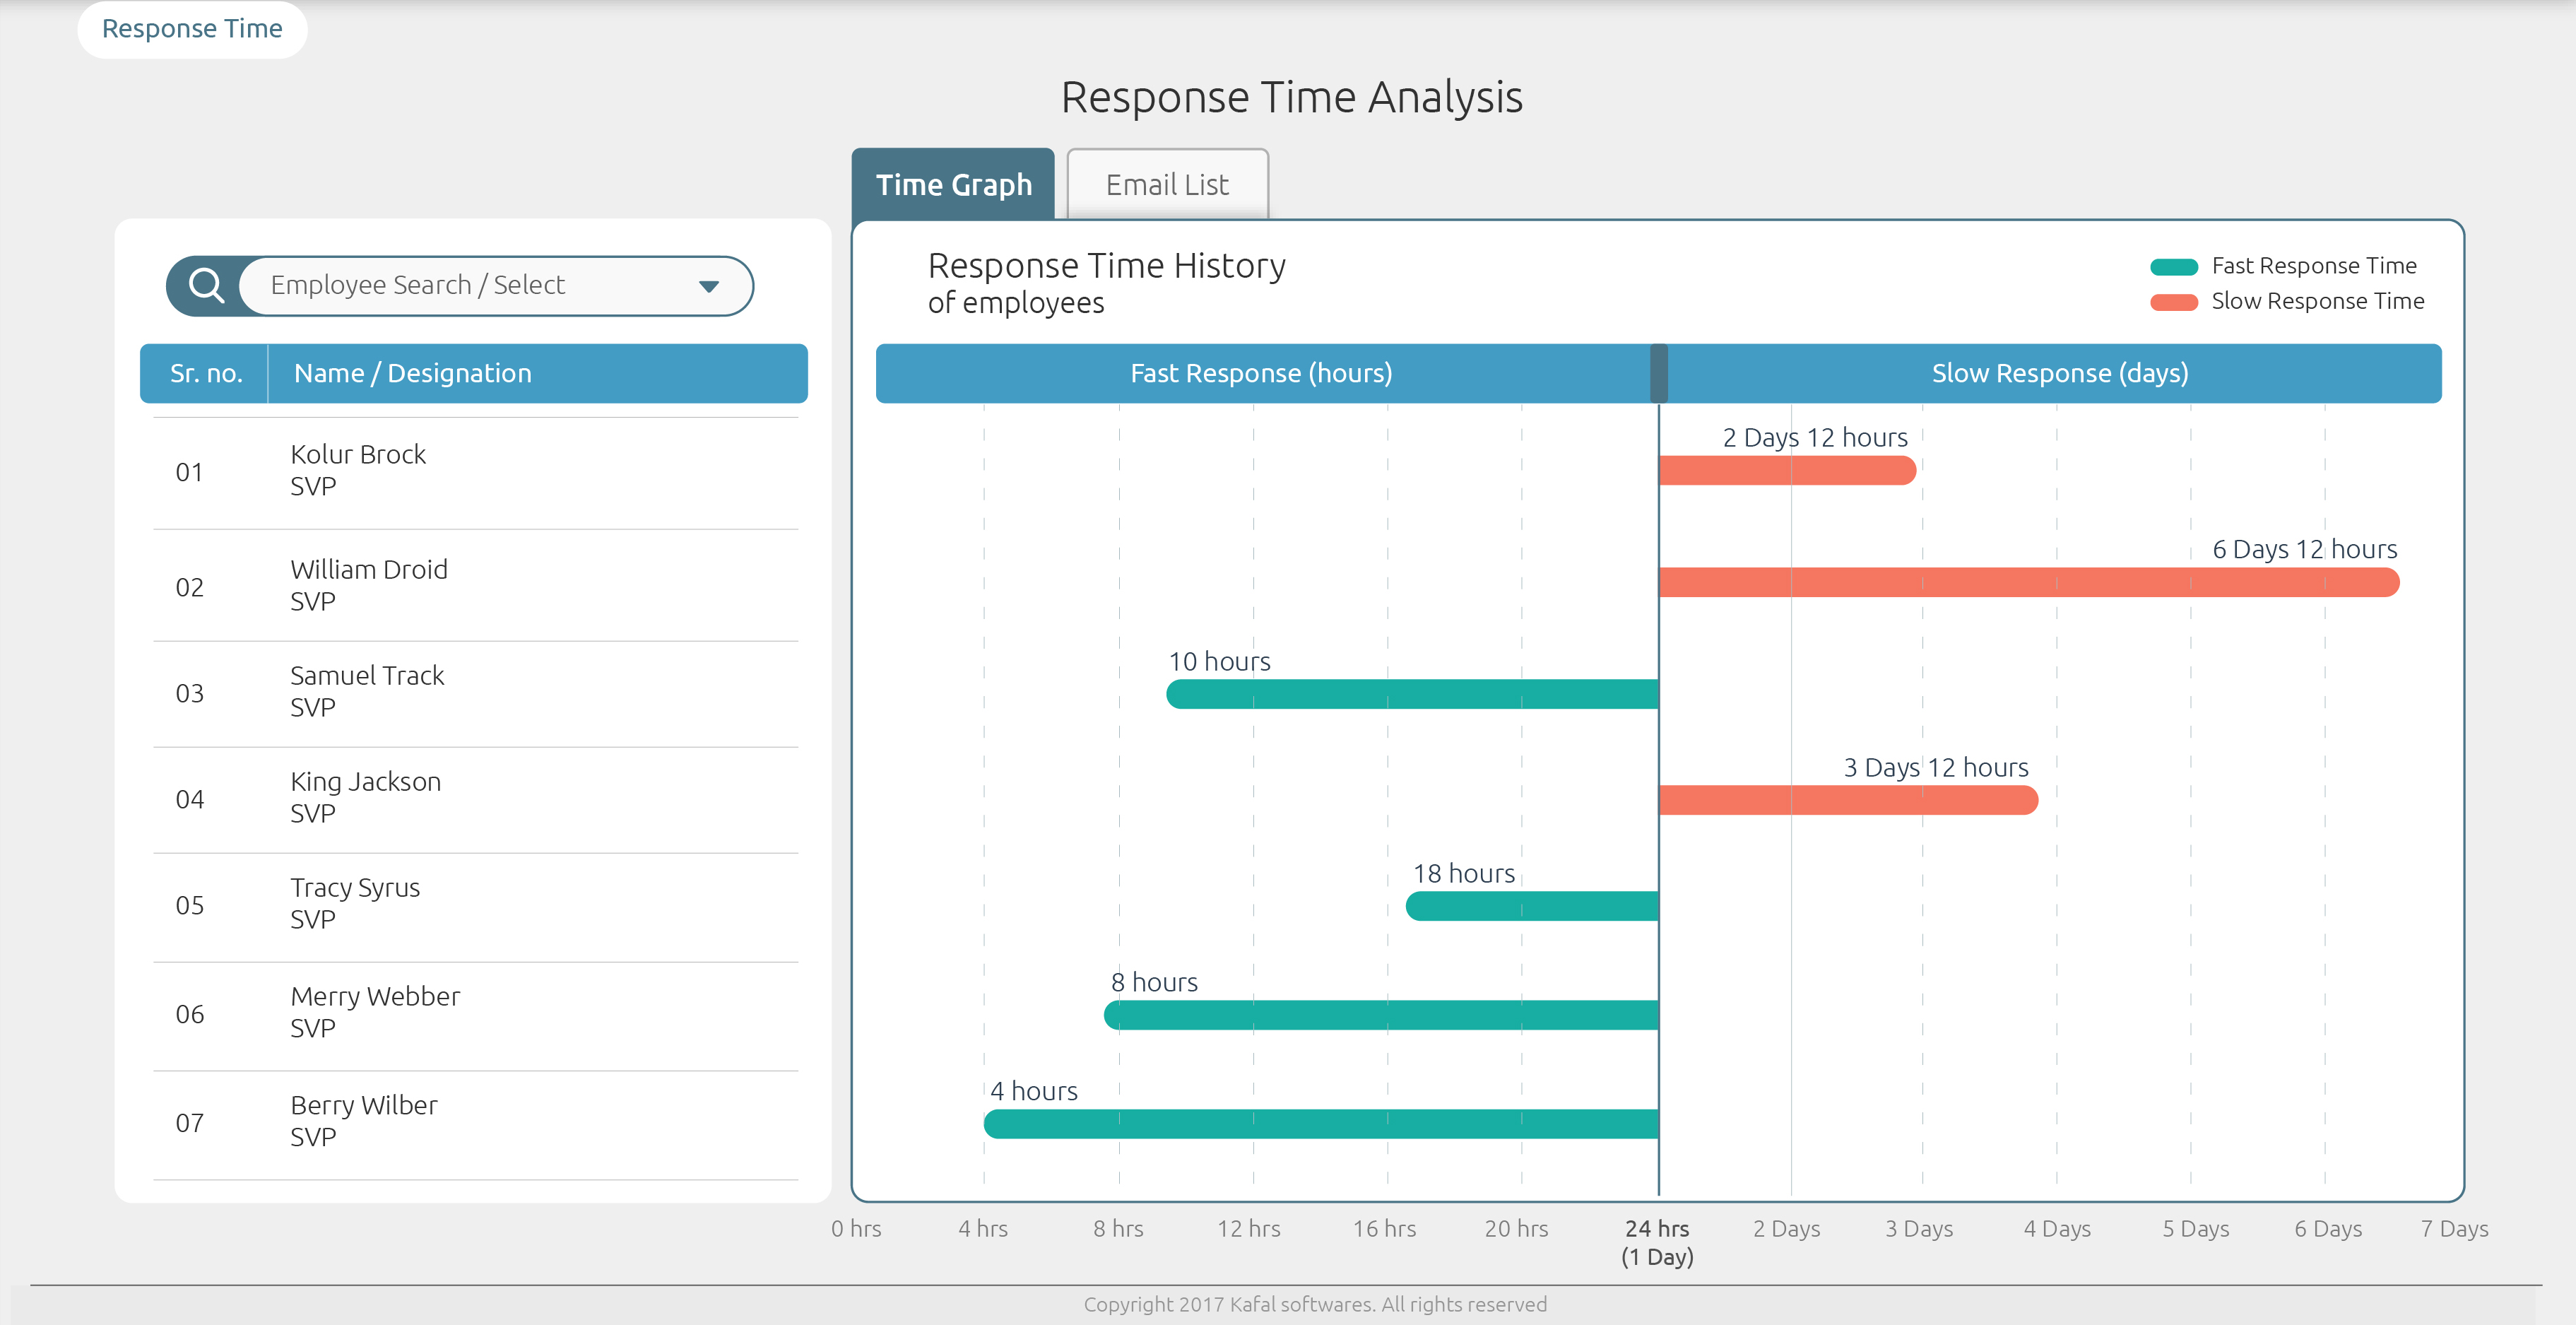 Response Time
Response Time Analysis
Time Graph
Email List
Employee Search / Select
Sr. no.
Name / Designation
01
Kolur Brock
SVP
02
William Droid
SVP
03
Samuel Track
SVP
04
King Jackson
SVP
05
Tracy Syrus
SVP
06
Merry Webber
SVP
07
Berry Wilber
SVP
Response Time History
of employees
Fast Response Time
Slow Response Time
Fast Response (hours)
Slow Response (days)
2 Days 12 hours
6 Days 12 hours
10 hours
3 Days 12 hours
18 hours
8 hours
4 hours
0 hrs
4 hrs
8 hrs
12 hrs
16 hrs
20 hrs
24 hrs
(1 Day)
2 Days
3 Days
4 Days
5 Days
6 Days
7 Days
Copyright 2017 Kafal softwares. All rights reserved